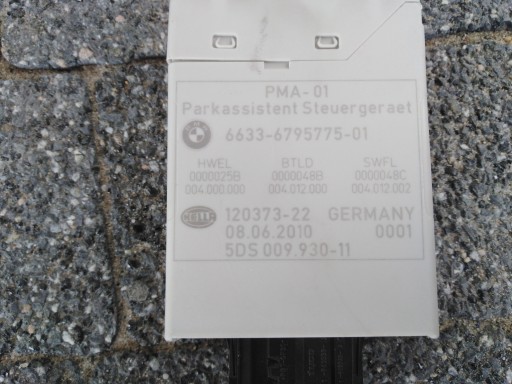 PMA-01
Parkassistent Steuergeraet
6633-6795775-01
HWEL BTLD SWFL
0000025B 0000048B 0000048C
004.000.000 004.012.000 004.012.002
HELLA 120373-22 GERMANY
08.06.2010 0001
5DS 009.930-11